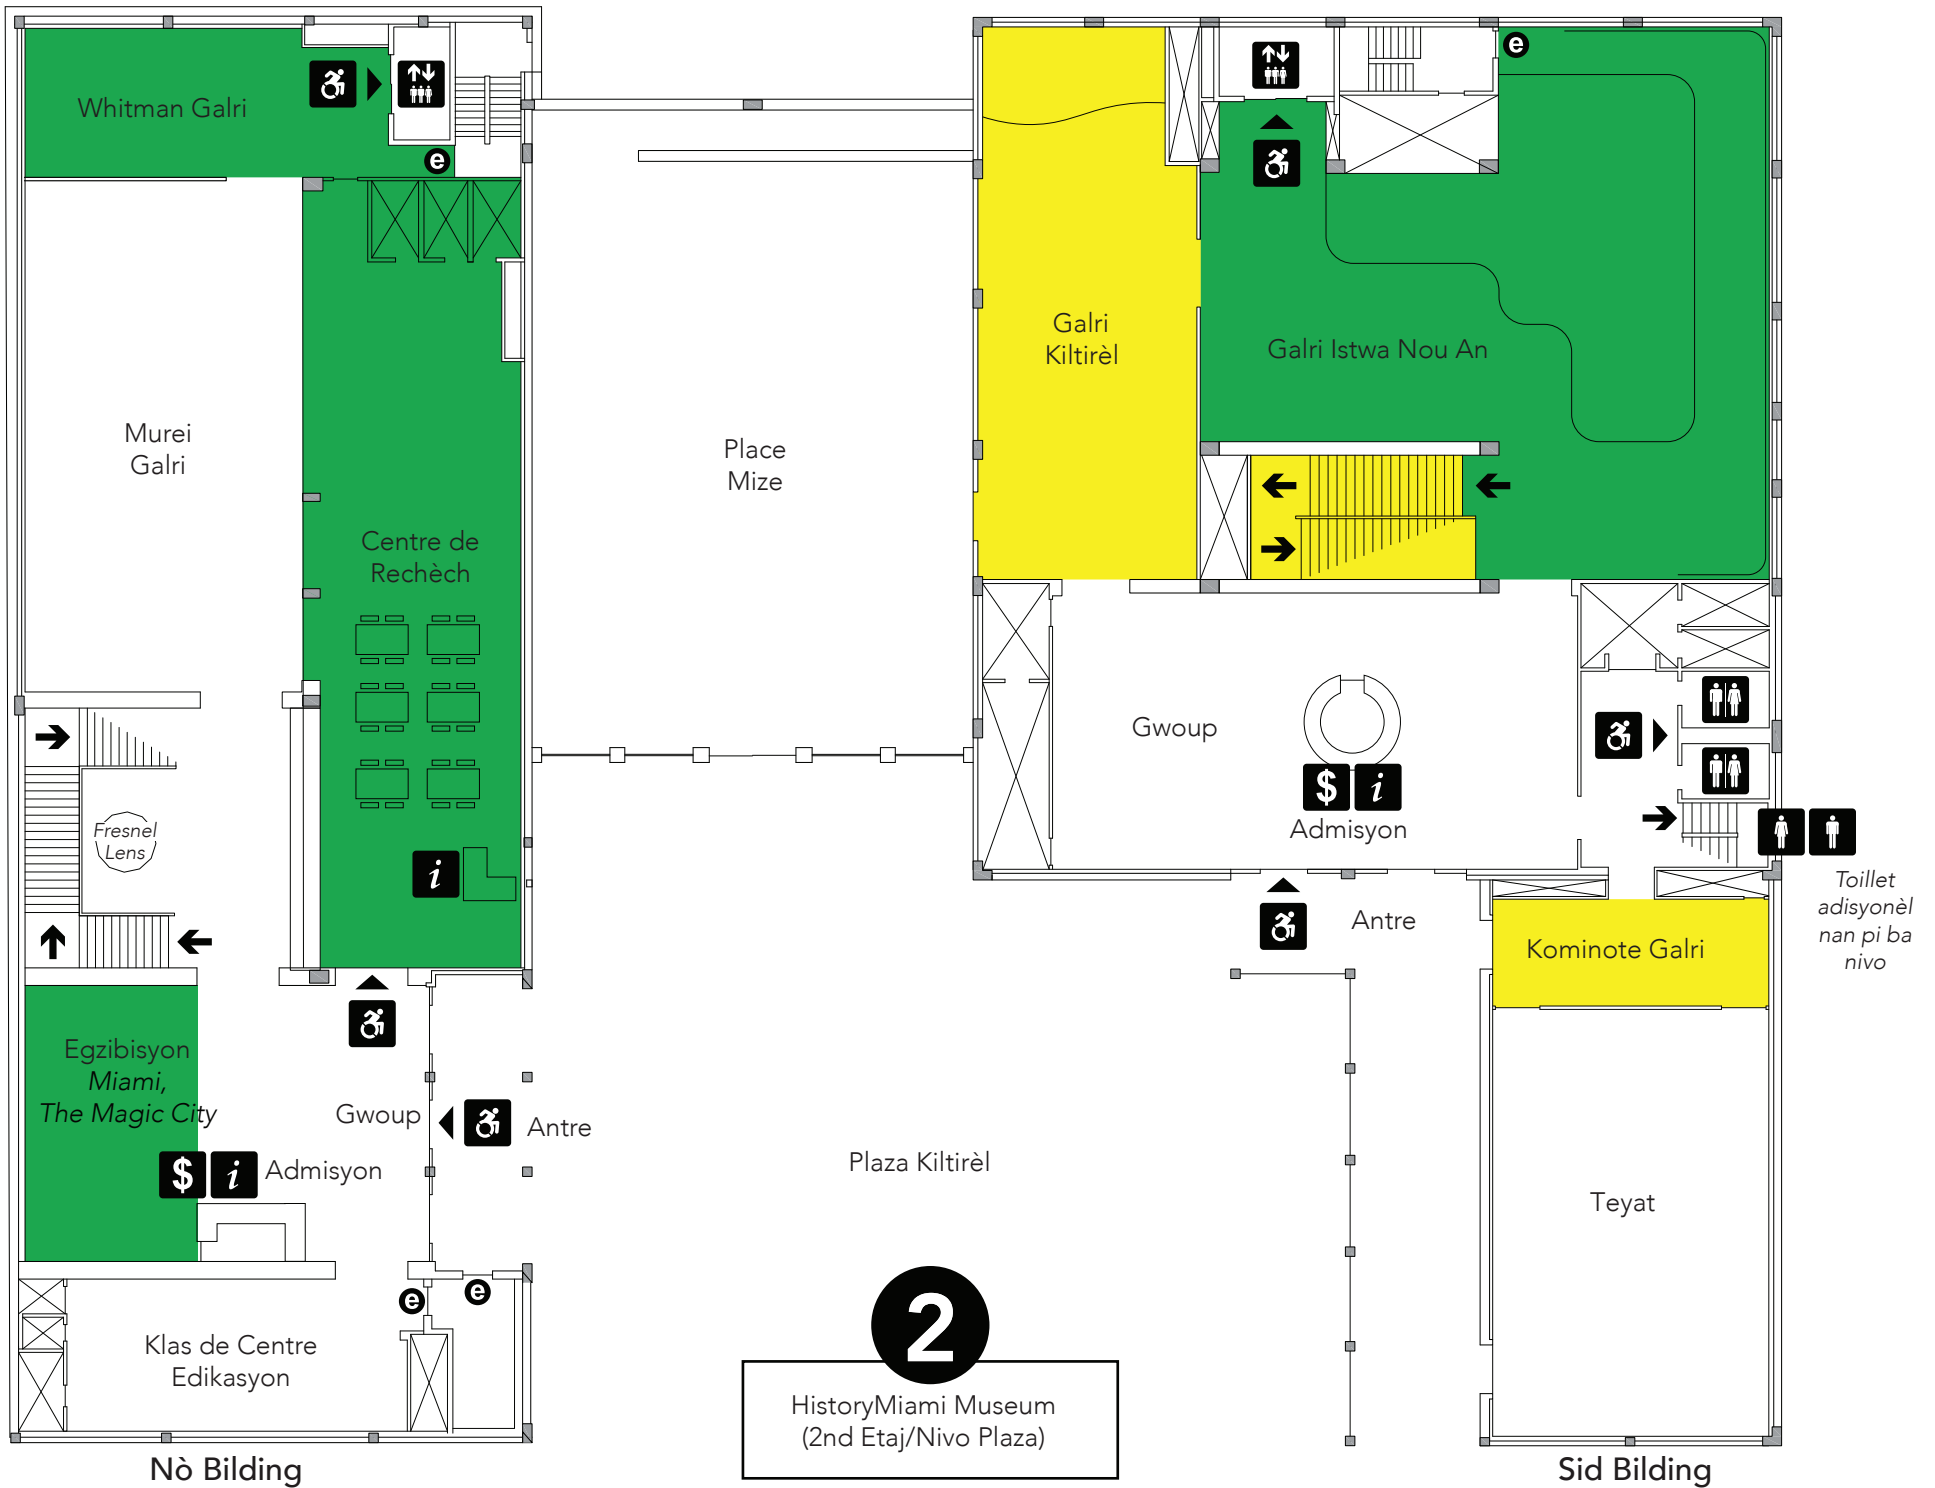 Whitman Galri
e
e
Galri
Kiltirèl
Galri Istwa Nou An
Murei
Galri
Place
Mize
Centre de
Rechèch
Gwoup
$ i
Admisyon
Fresnel
Lens
i
Toillet
adisyonèl
nan pi ba
nivo
Antre
Kominote Galri
Egzibisyon
Miami,
The Magic City
Gwoup
Antre
$ i Admisyon
Plaza Kiltirèl
Teyat
e
e
Klas de Centre
Edikasyon
2
HistoryMiami Museum
(2nd Etaj/Nivo Plaza)
Nò Bilding
Sid Bilding